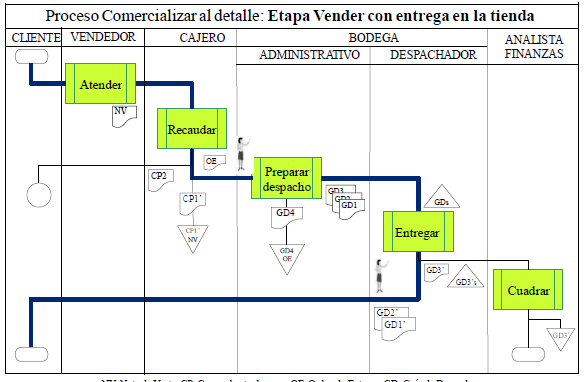 Proceso Comercializar al detalle: Etapa Vender con entrega en la tienda
CLIENTE
VENDEDOR
CAJERO
BODEGA
ADMINISTRATIVO
DESPACHADOR
ANALISTA
FINANZAS
Atender
NV
Recaudar
OE
CP2
CP1´
CP1´
NV
Preparar
despacho
GD4
GD4
OE
GD3
GD2
GD1
GDs
Entregar
GD3´
GD3´s
GD2´
GD1´
Cuadrar
GD3´